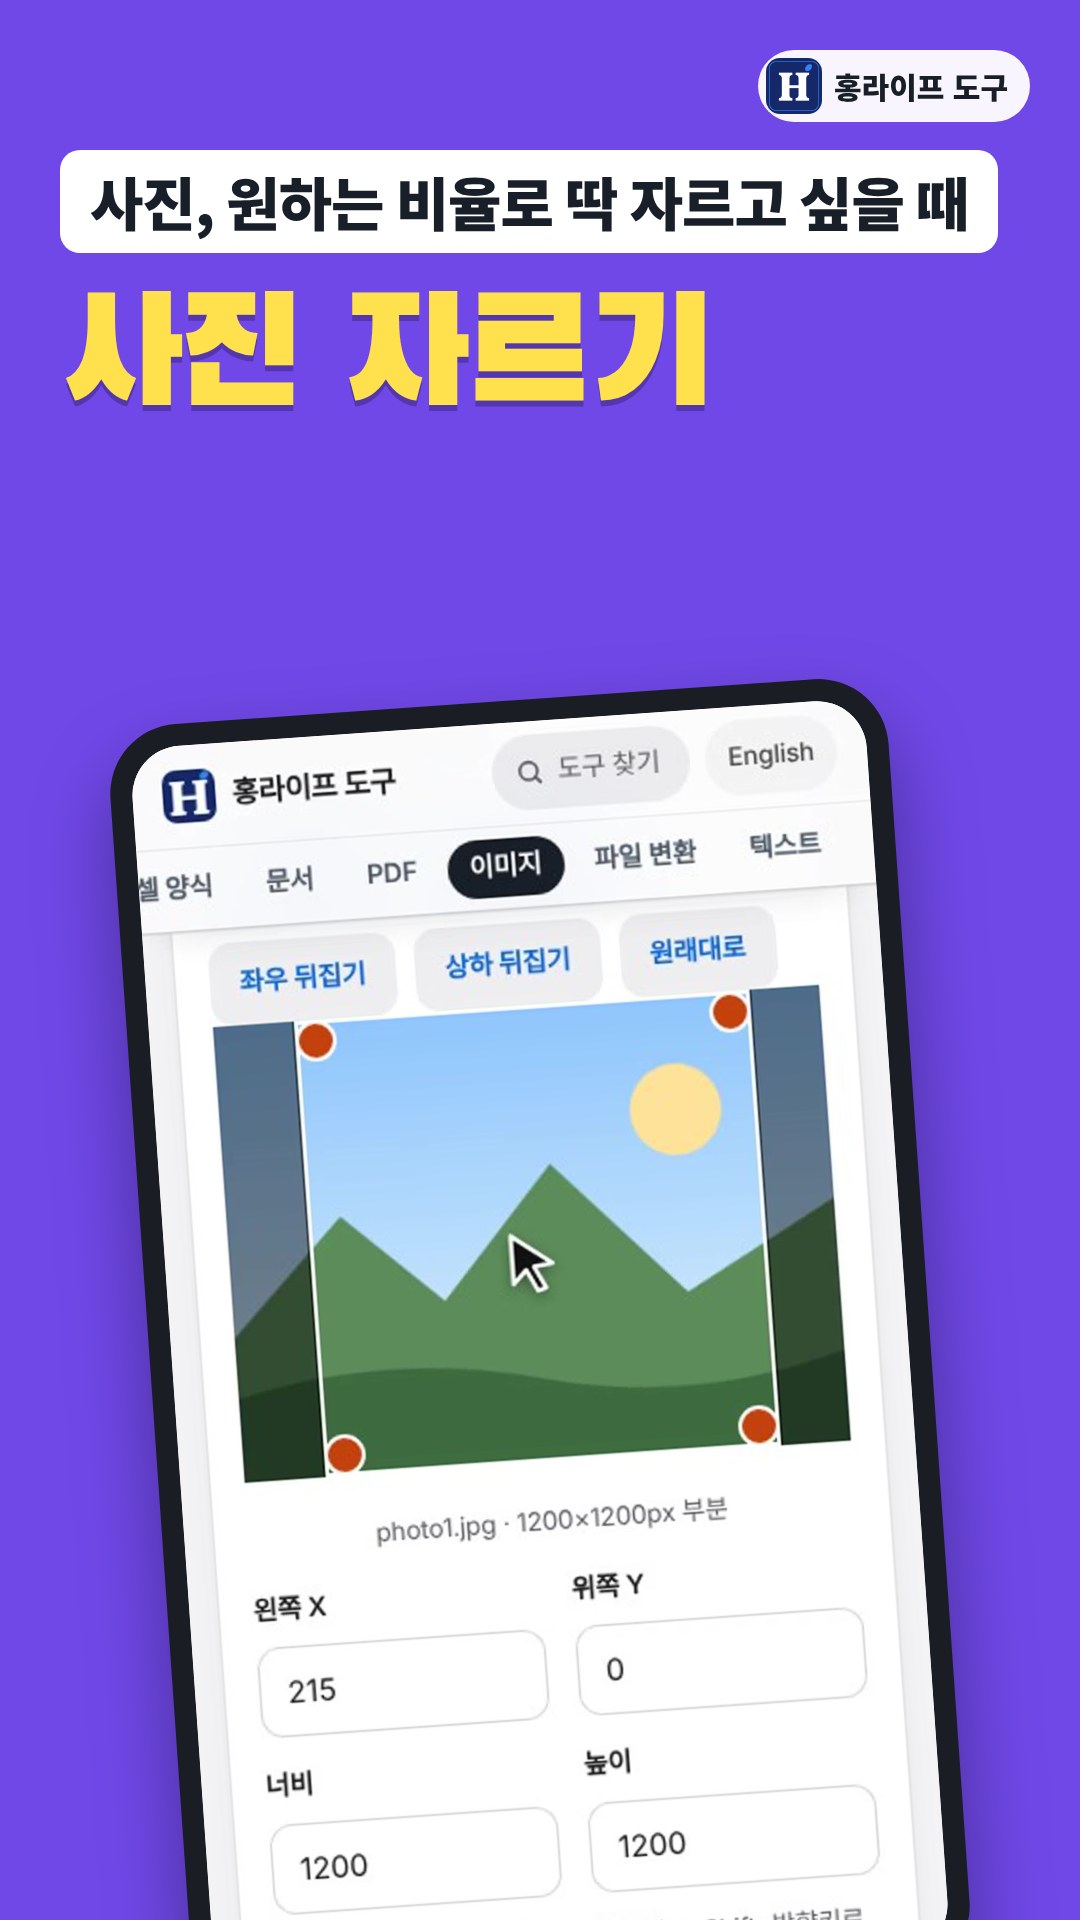 홍라이프 도구
사진, 원하는 비율로 딱 자르고 싶을 때
사진 자르기
홍라이프 도구
도구 찾기
English
셀 양식 문서 PDF 이미지 파일 변환 텍스트
좌우 뒤집기 상하 뒤집기 원래대로
photo1.jpg · 1200×1200px 부분
왼쪽 X 위쪽 Y
215 0
너비 높이
1200 1200